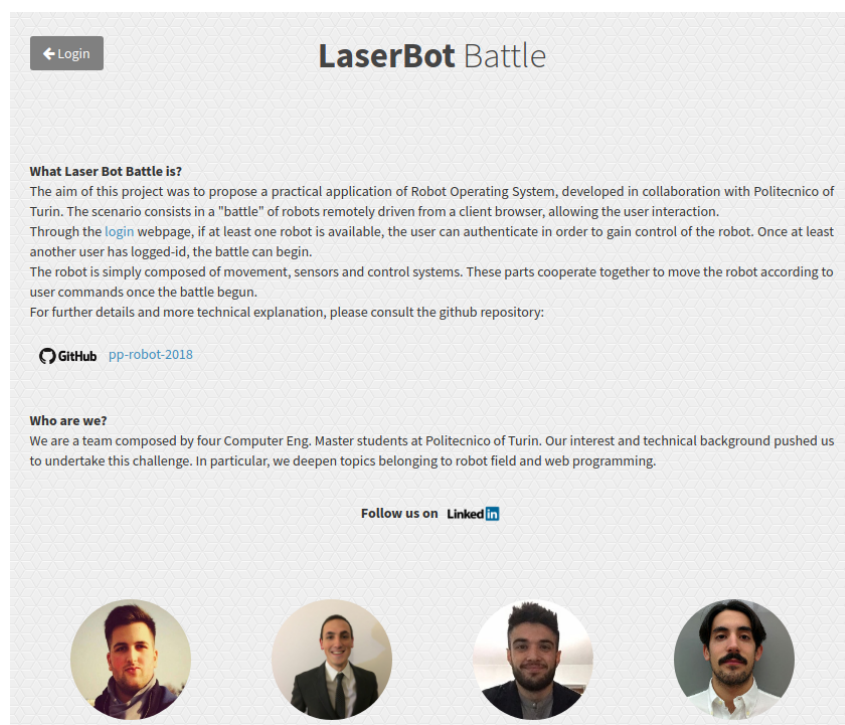 Login
LaserBot Battle
What Laser Bot Battle is?
The aim of this project was to propose a practical application of Robot Operating System, developed in collaboration with Politecnico of
Turin. The scenario consists in a "battle" of robots remotely driven from a client browser, allowing the user interaction.
Through the login webpage, if at least one robot is available, the user can authenticate in order to gain control of the robot. Once at least
another user has logged-id, the battle can begin.
The robot is simply composed of movement, sensors and control systems. These parts cooperate together to move the robot according to
user commands once the battle begun.
For further details and more technical explanation, please consult the github repository:
GitHub pp-robot-2018
Who are we?
We are a team composed by four Computer Eng. Master students at Politecnico of Turin. Our interest and technical background pushed us
to undertake this challenge. In particular, we deepen topics belonging to robot field and web programming.
Follow us on Linked in